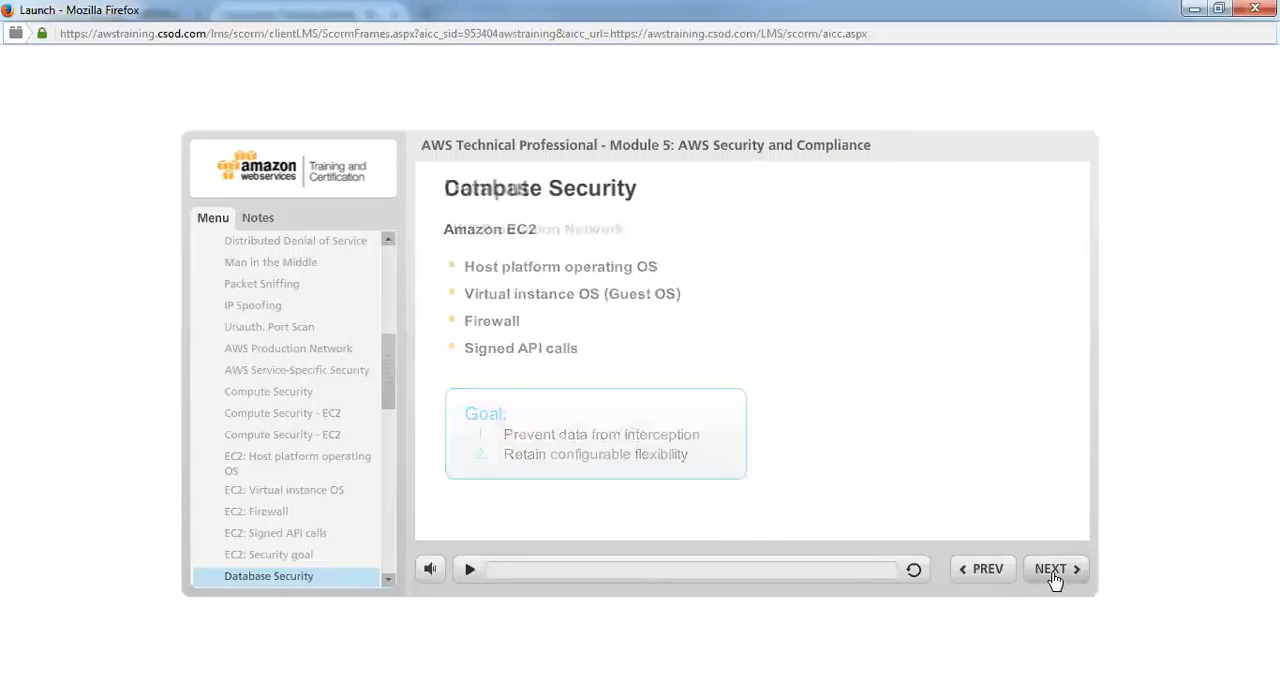 Launch - Mozilla Firefox
https://awstraining.csod.com/lms/scorm/clientLMS/ScormFrames.aspx?aicc_sid=953404awstraining&aicc_url=https://awstraining.csod.com/LMS/scorm/aicc.aspx
amazon
webservices
Training and
Certification
AWS Technical Professional - Module 5: AWS Security and Compliance
Menu
Notes
Distributed Denial of Service
Man in the Middle
Packet Sniffing
IP Spoofing
Unauth. Port Scan
AWS Production Network
AWS Service-Specific Security
Compute Security
Compute Security - EC2
Compute Security - EC2
EC2: Host platform operating
OS
EC2: Virtual instance OS
EC2: Firewall
EC2: Signed API calls
EC2: Security goal
Database Security
Security
Amazon EC2
Network
Host platform operating OS
Virtual instance OS (Guest OS)
Firewall
Signed API calls
Goal:
1. Prevent data from interception
2. Retain configurable flexibility
PREV
NEXT